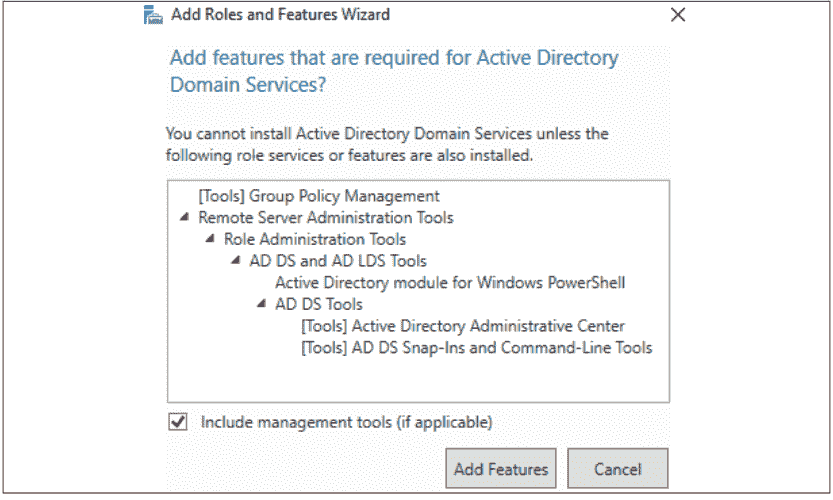 Add Roles and Features Wizard
Add features that are required for Active Directory
Domain Services?
You cannot install Active Directory Domain Services unless the
following role services or features are also installed.
[Tools] Group Policy Management
Remote Server Administration Tools
Role Administration Tools
AD DS and AD LDS Tools
Active Directory module for Windows PowerShell
AD DS Tools
[Tools] Active Directory Administrative Center
[Tools] AD DS Snap-Ins and Command-Line Tools
Include management tools (if applicable)
Add Features Cancel